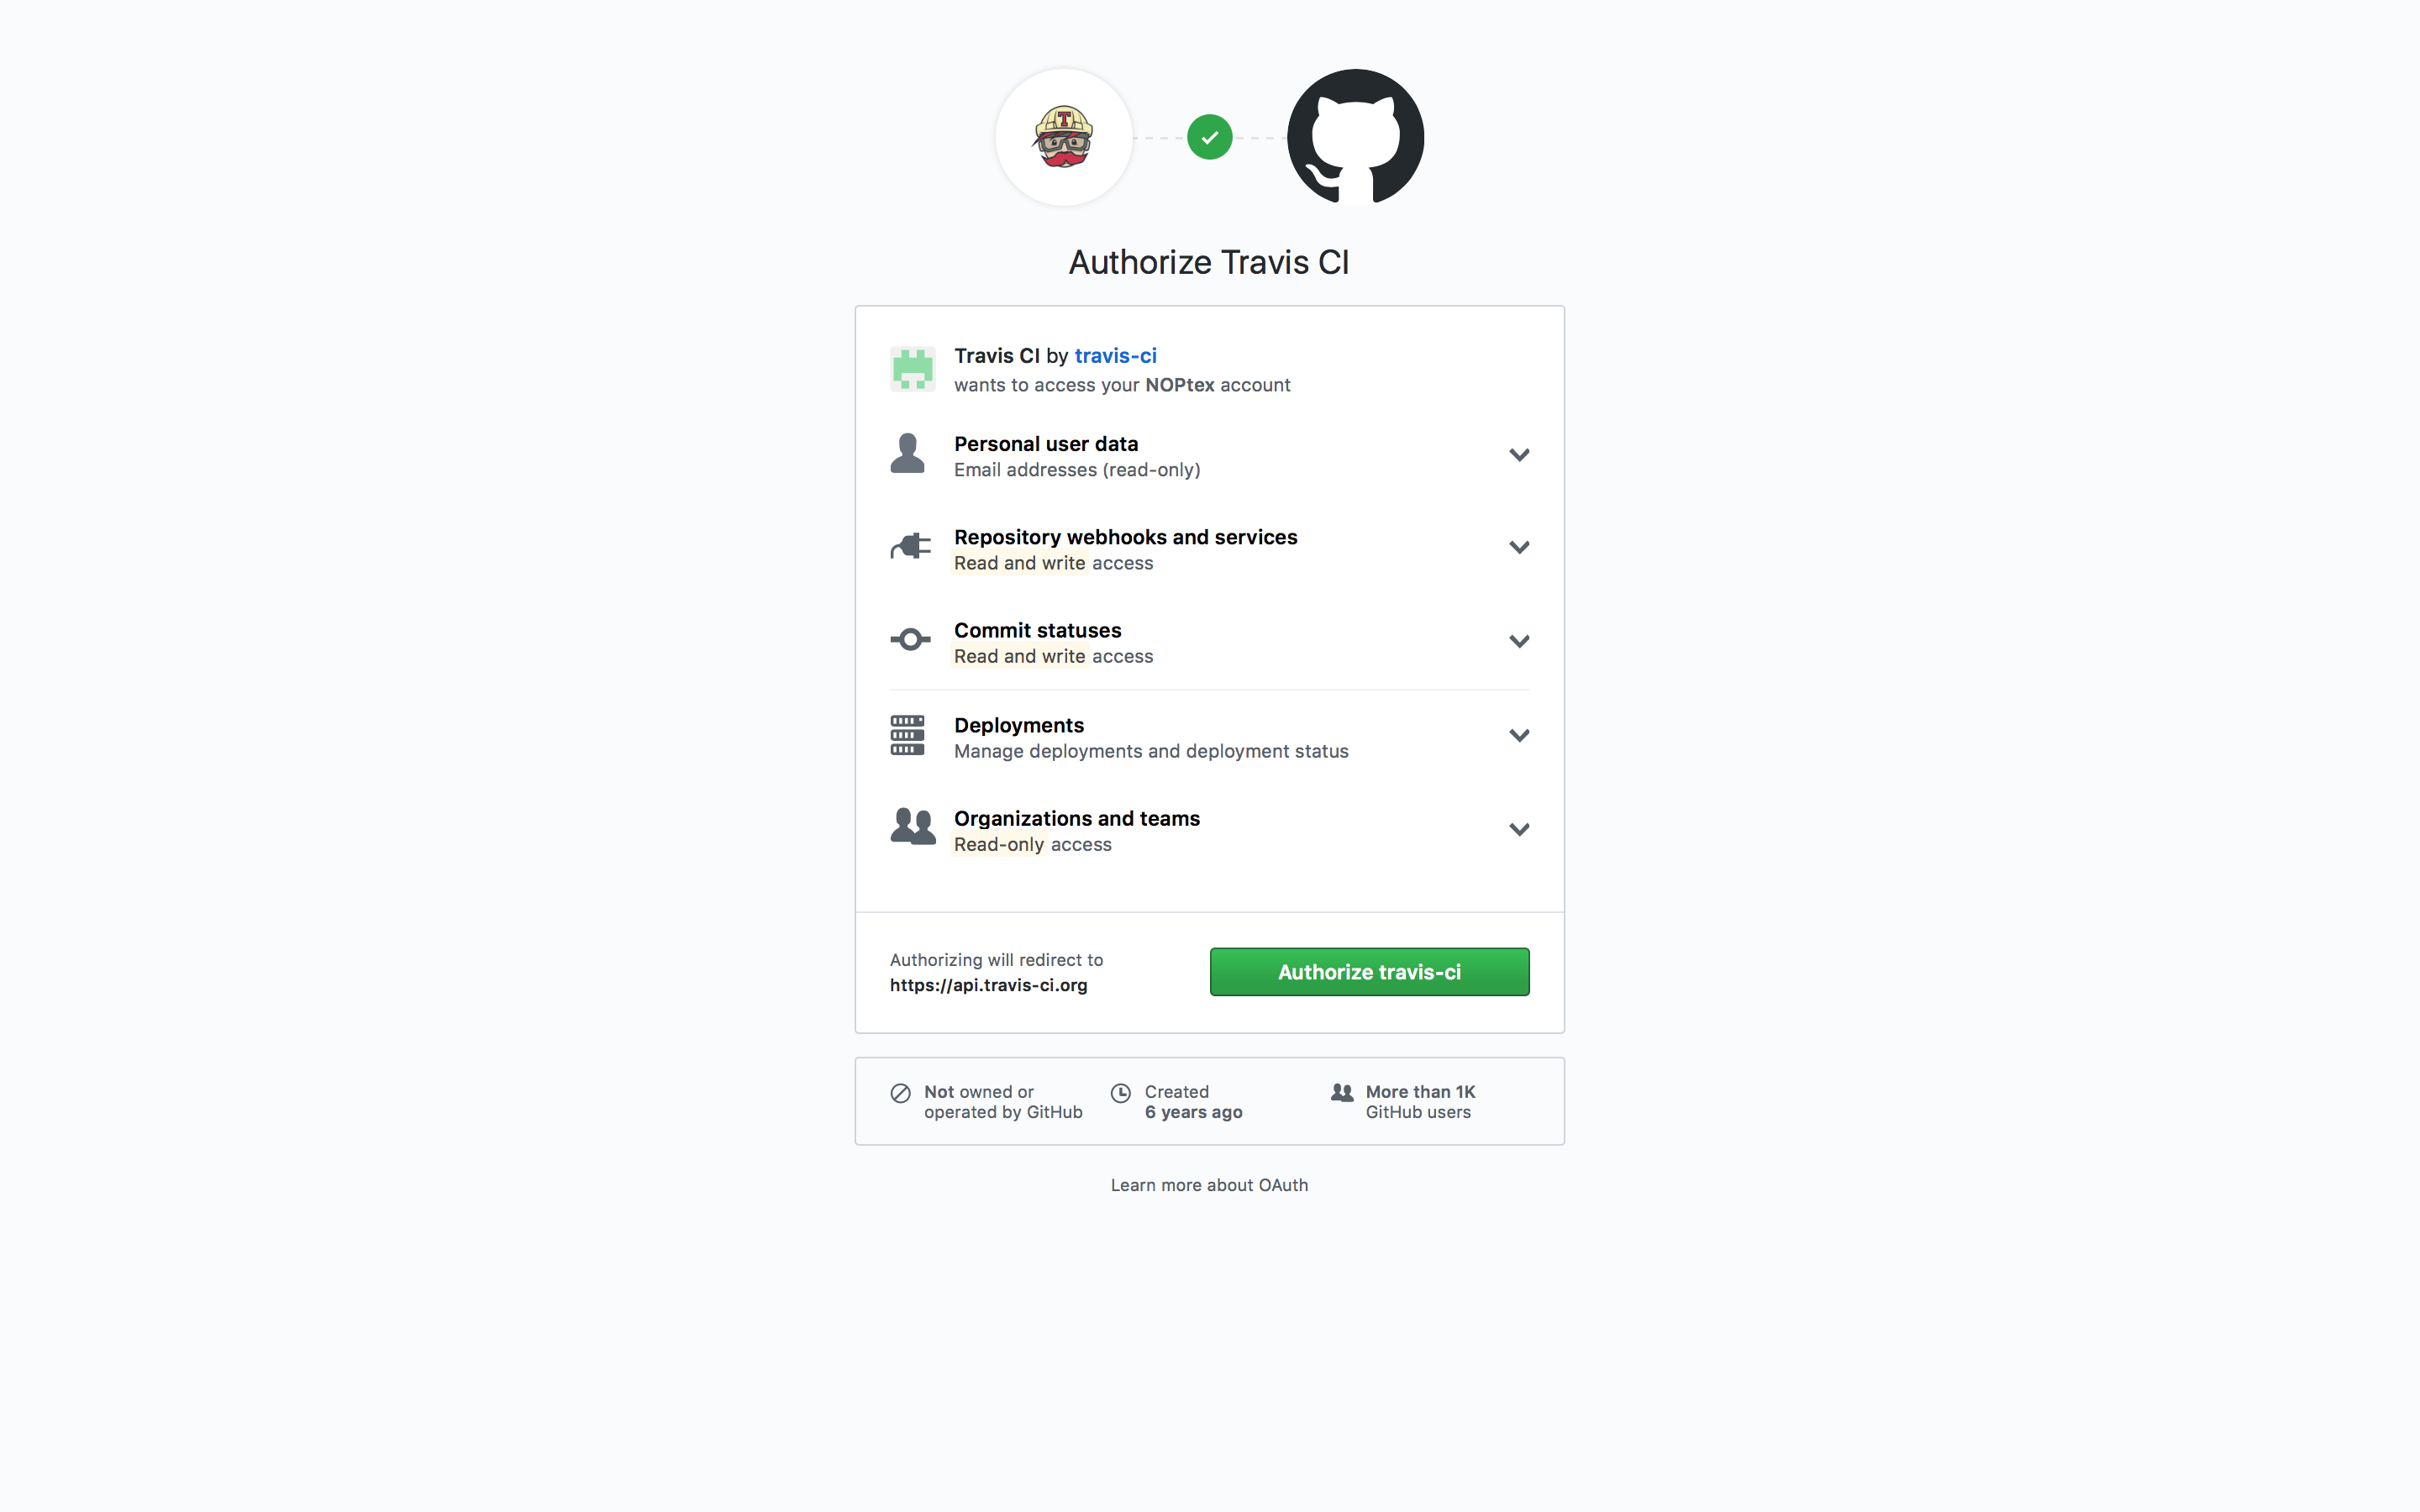 T
Authorize Travis CI
Travis CI by travis-ci
wants to access your NOPtex account
Personal user data
Email addresses (read-only)
Repository webhooks and services
Read and write access
Commit statuses
Read and write access
Deployments
Manage deployments and deployment status
Organizations and teams
Read-only access
Authorizing will redirect to
https://api.travis-ci.org
Authorize travis-ci
Not owned or
operated by GitHub
Created
6 years ago
More than 1K
GitHub users
Learn more about OAuth